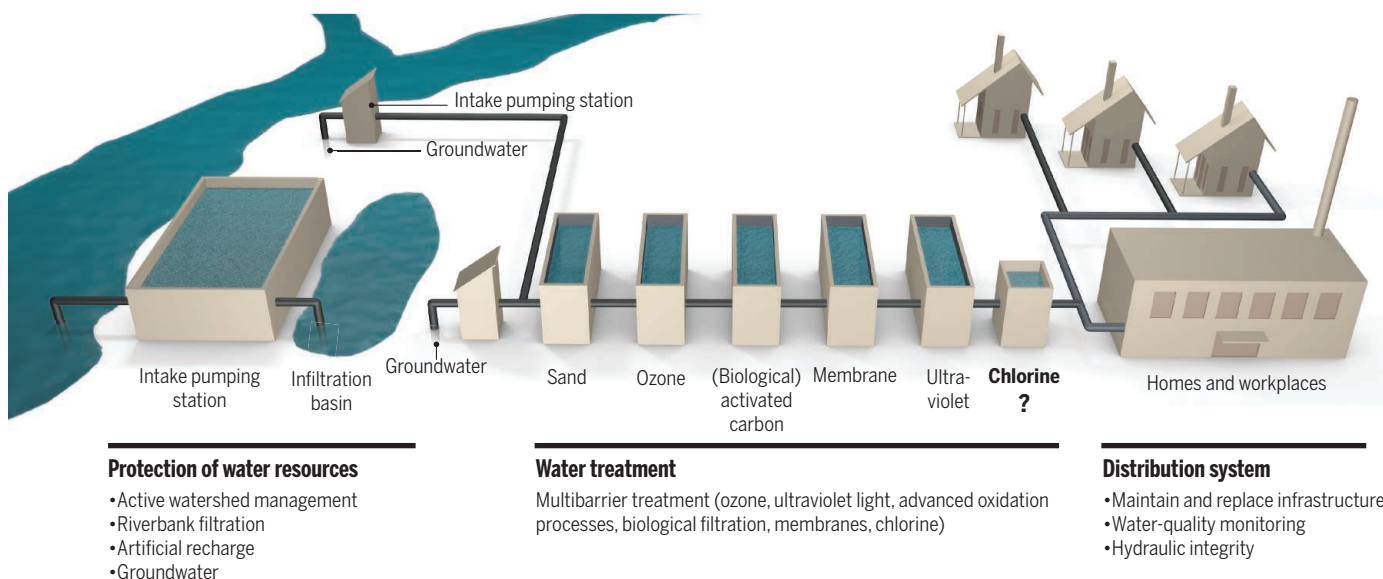 Intake pumping station
Groundwater
Intake pumping
station
Infiltration
basin
Groundwater
Sand
Ozone
(Biological)
activated
carbon
Membrane
Ultra-
violet
Chlorine
?
Homes and workplaces
Protection of water resources
•Active watershed management
•Riverbank filtration
•Artificial recharge
•Groundwater
Water treatment
Multibarrier treatment (ozone, ultraviolet light, advanced oxidation
processes, biological filtration, membranes, chlorine)
Distribution system
•Maintain and replace infrastructure
•Water-quality monitoring
•Hydraulic integrity